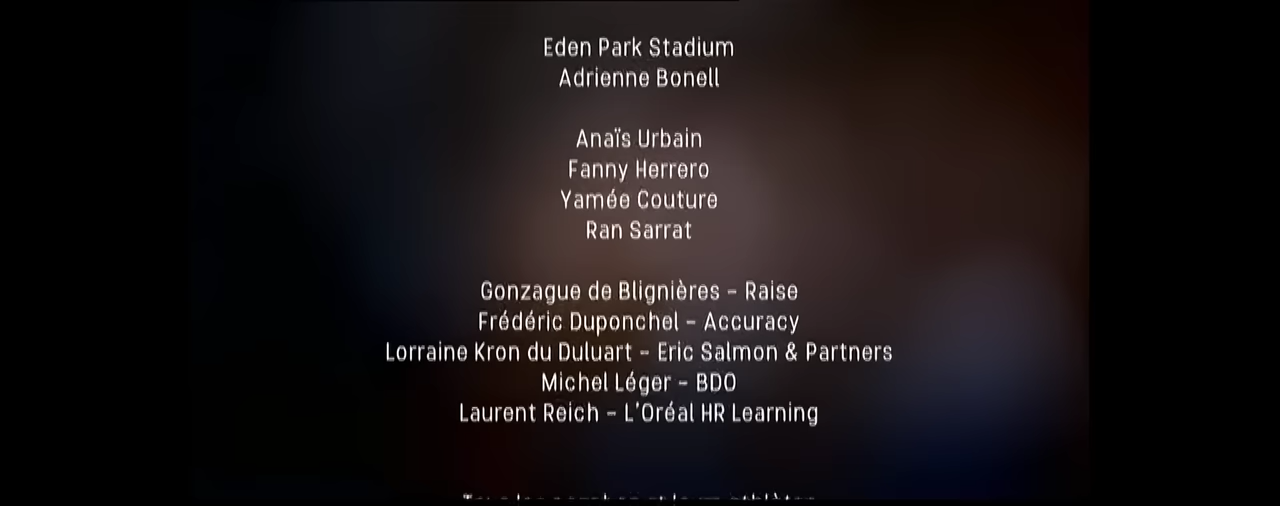 Eden Park Stadium
Adrienne Bonell
Anaïs Urbain
Fanny Herrero
Yamée Couture
Ran Sarrat
Gonzague de Blignières – Raise
Frédéric Duponchel – Accuracy
Lorraine Kron du Duluart – Eric Salmon & Partners
Michel Léger – BDO
Laurent Reich – L'Oréal HR Learning